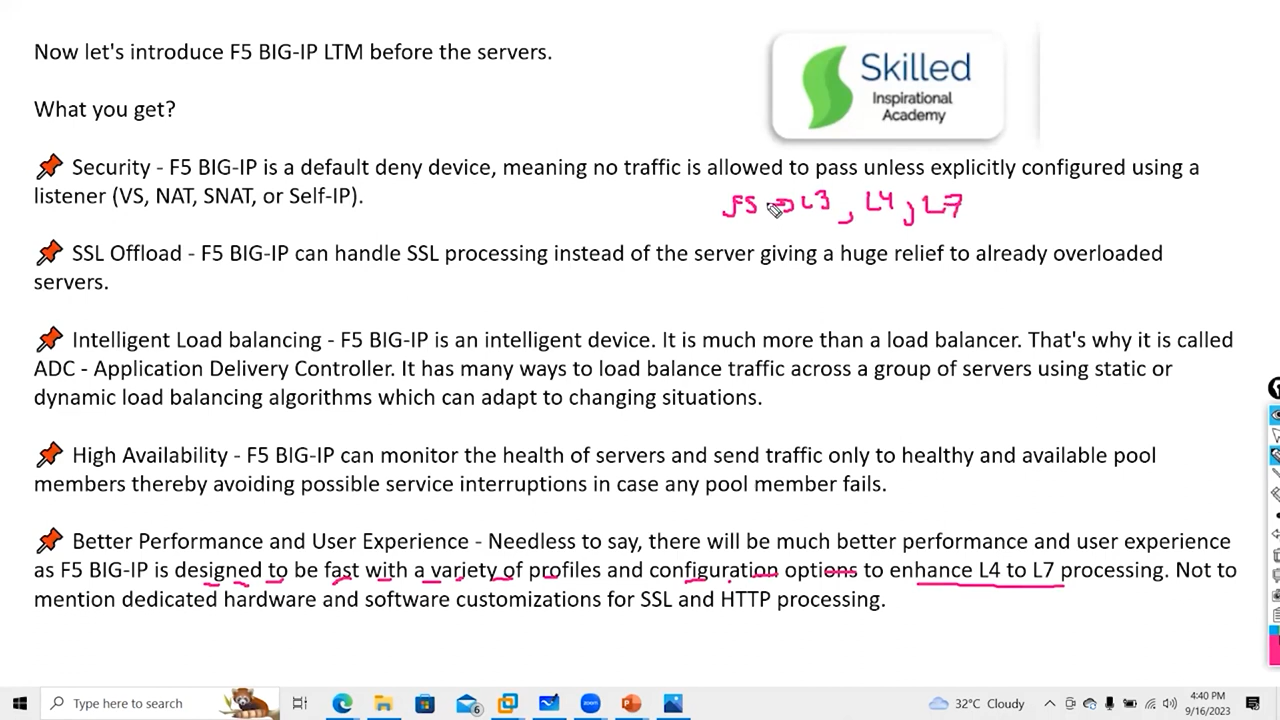 Now let's introduce F5 BIG-IP LTM before the servers.
Skilled
Inspirational
Academy
What you get?
📌 Security - F5 BIG-IP is a default deny device, meaning no traffic is allowed to pass unless explicitly configured using a
listener (VS, NAT, SNAT, or Self-IP).
F5 L3, L4, L7
📌 SSL Offload - F5 BIG-IP can handle SSL processing instead of the server giving a huge relief to already overloaded
servers.
📌 Intelligent Load balancing - F5 BIG-IP is an intelligent device. It is much more than a load balancer. That's why it is called
ADC - Application Delivery Controller. It has many ways to load balance traffic across a group of servers using static or
dynamic load balancing algorithms which can adapt to changing situations.
📌 High Availability - F5 BIG-IP can monitor the health of servers and send traffic only to healthy and available pool
members thereby avoiding possible service interruptions in case any pool member fails.
📌 Better Performance and User Experience - Needless to say, there will be much better performance and user experience
as F5 BIG-IP is designed to be fast with a variety of profiles and configuration options to enhance L4 to L7 processing. Not to
mention dedicated hardware and software customizations for SSL and HTTP processing.
Type here to search
6
32°C Cloudy
4:40 PM
9/16/2023